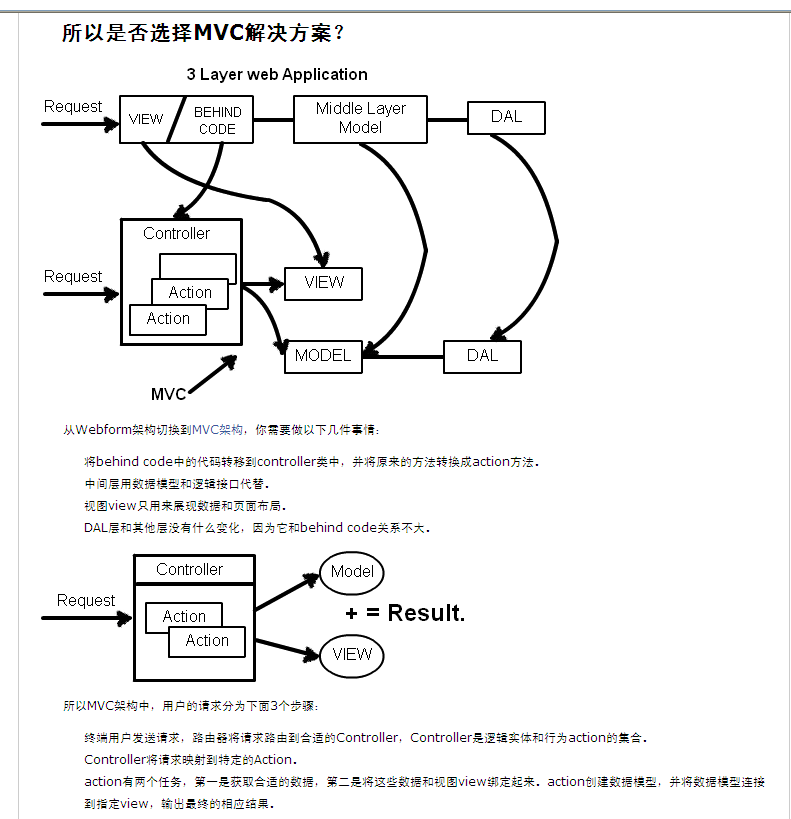 所以是否选择MVC解决方案？
3 Layer web Application
Request
VIEW
BEHIND
CODE
Middle Layer
Model
DAL
Controller
Request
Action
Action
VIEW
MODEL
DAL
MVC
从Webform架构切换到MVC架构，你需要做以下几件事情：
将behind code中的代码转移到controller类中，并将原来的方法转换成action方法．
中间层用数据模型和逻辑接口代替．
视图view只用来展现数据和页面布局．
DAL层和其他层没有什么变化，因为它和behind code关系不大．
Controller
Model
Request
Action
Action
+ = Result.
VIEW
所以MVC架构中，用户的请求分为下面3个步骤：
终端用户发送请求，路由器将请求路由到合适的Controller，Controller是逻辑实体和行为action的集合．
Controller将请求映射到特定的Action．
action有两个任务，第一是获取合适的数据，第二是将这些数据和视图view绑定起来．action创建数据模型，并将数据模型连接
到指定view，输出最终的相应结果．